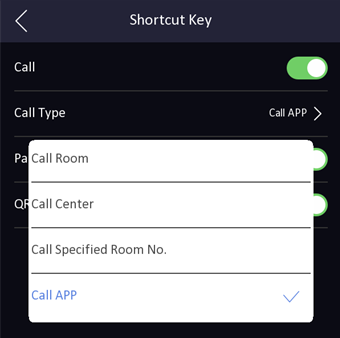 Shortcut Key
Call
Call Type
Call APP
Call Room
Call Center
Call Specified Room No.
Call APP